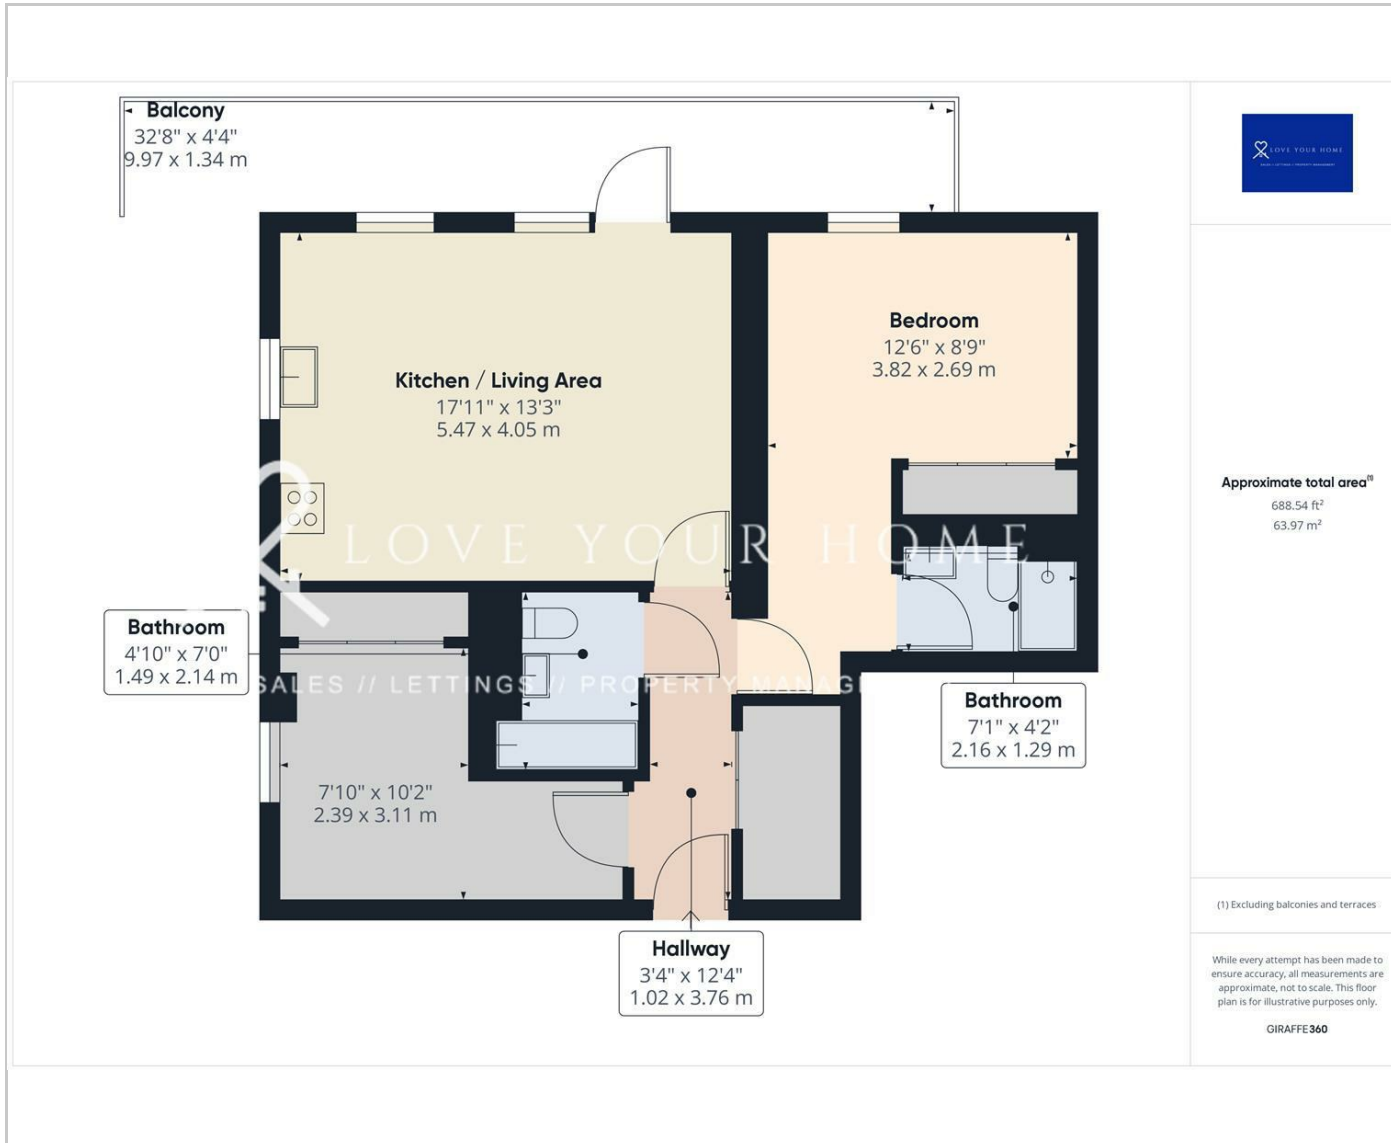 Balcony
32'8" x 4'4"
9.97 x 1.34 m
LOVE YOUR HOME
Bedroom
12'6" x 8'9"
3.82 x 2.69 m
Kitchen / Living Area
17'11" x 13'3"
5.47 x 4.05 m
Approximate total area(1)
688.54 ft²
63.97 m²
LOVE YOUR HOME
Bathroom
4'10" x 7'0"
1.49 x 2.14 m
SALES // LETTINGS // PROPERTY MANAG
Bathroom
7'1" x 4'2"
2.16 x 1.29 m
7'10" x 10'2"
2.39 x 3.11 m
Hallway
3'4" x 12'4"
1.02 x 3.76 m
(1) Excluding balconies and terraces
While every attempt has been made to
ensure accuracy, all measurements are
approximate, not to scale. This floor
plan is for illustrative purposes only.
GIRAFFE360